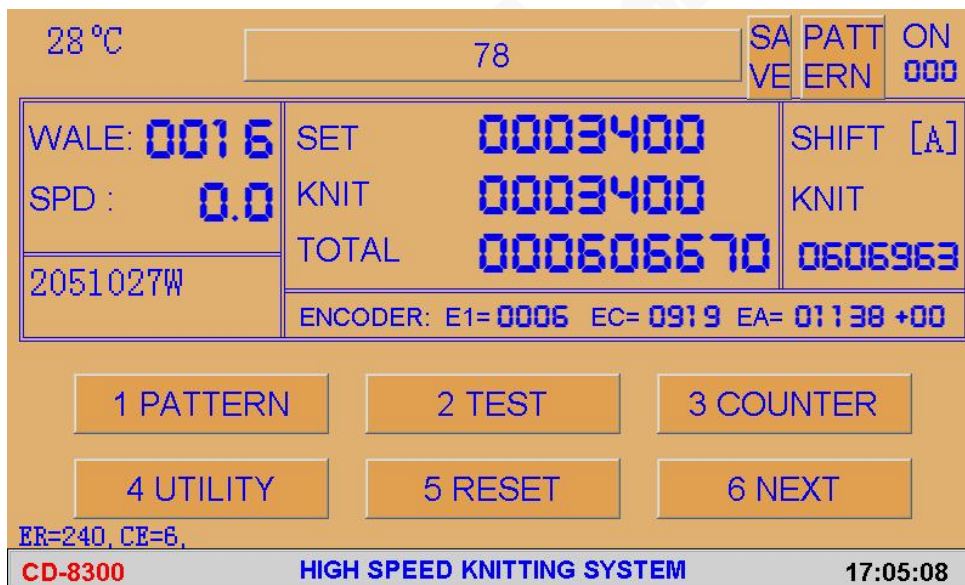 28℃ 78 SAVE PATTERN ON 000
WALE: 0016 SET 0003400 SHIFT [A]
SPD : 0.0 KNIT 0003400 KNIT
TOTAL 000606670 0606963
2051027W
ENCODER: E1= 0006 EC= 0919 EA= 01138 +00
1 PATTERN 2 TEST 3 COUNTER
4 UTILITY 5 RESET 6 NEXT
ER=240, CE=6,
CD-8300 HIGH SPEED KNITTING SYSTEM 17:05:08